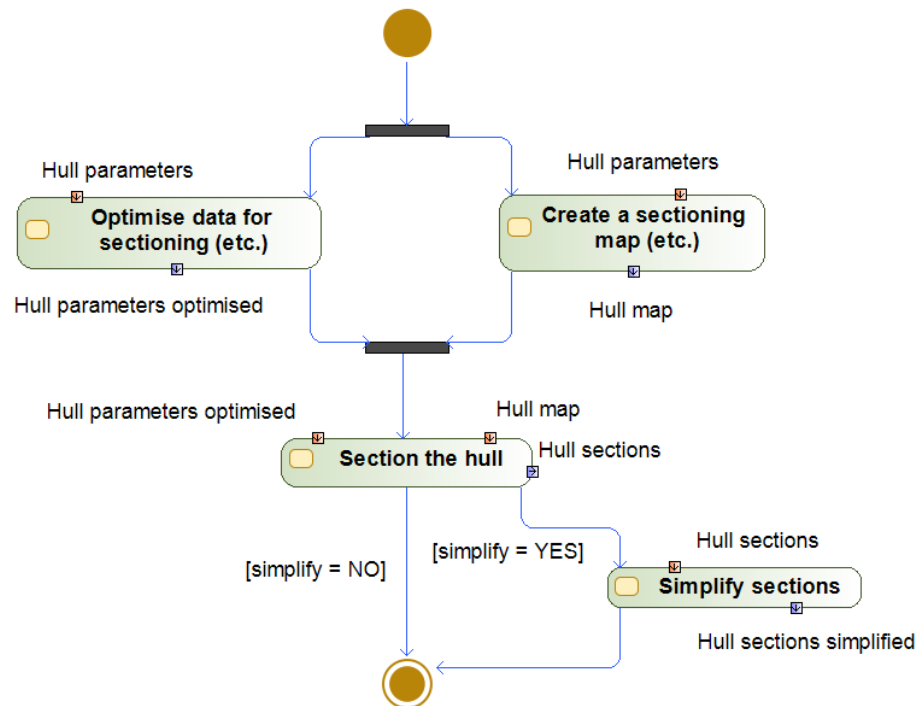 Hull parameters
Hull parameters
Optimise data for
sectioning (etc.)
Create a sectioning
map (etc.)
Hull parameters optimised
Hull map
Hull parameters optimised
Hull map
Section the hull
Hull sections
[simplify = NO]
[simplify = YES]
Hull sections
Simplify sections
Hull sections simplified